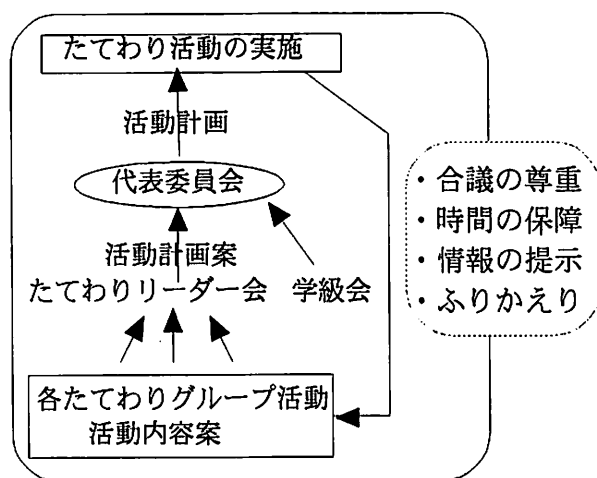 たてわり活動の実施
活動計画
代表委員会
活動計画案
たてわりリーダー会 学級会
各たてわりグループ活動
活動内容案
・合議の尊重
・時間の保障
・情報の提示
・ふりかえり